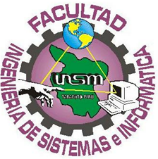 FACULTAD
INGENIERIA DE SISTEMAS e INFORMATICA
UNSM